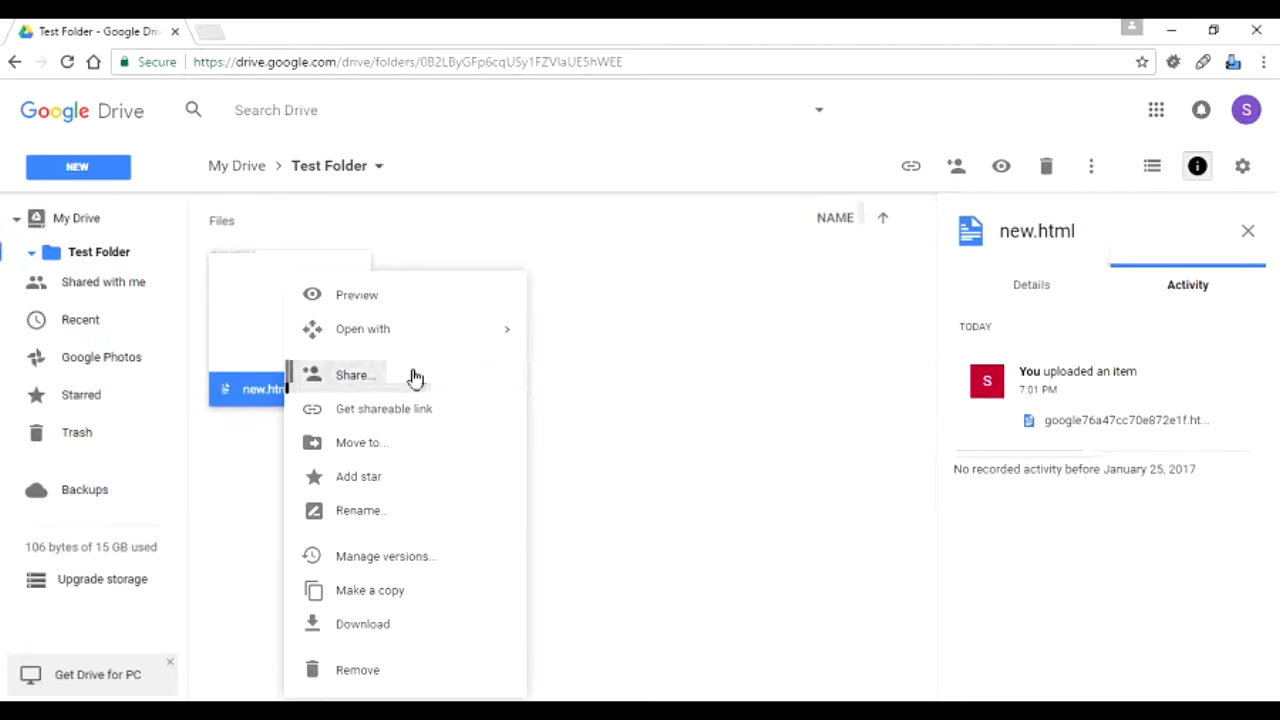 Test Folder - Google Dri
Secure
https://drive.google.com/drive/folders/0B2LByGFp6cqUSy1FZVlaUE5hWEE
Google Drive
Search Drive
S
NEW
My Drive > Test Folder
My Drive
Test Folder
Shared with me
Recent
Google Photos
Starred
Trash
Backups
106 bytes of 15 GB used
Upgrade storage
Get Drive for PC
Files
NAME
new.htm
Preview
Open with
Share...
Get shareable link
Move to...
Add star
Rename...
Manage versions...
Make a copy
Download
Remove
new.html
Details
Activity
TODAY
S
You uploaded an item
7:01 PM
google76a47cc70e872e1f.ht...
No recorded activity before January 25, 2017